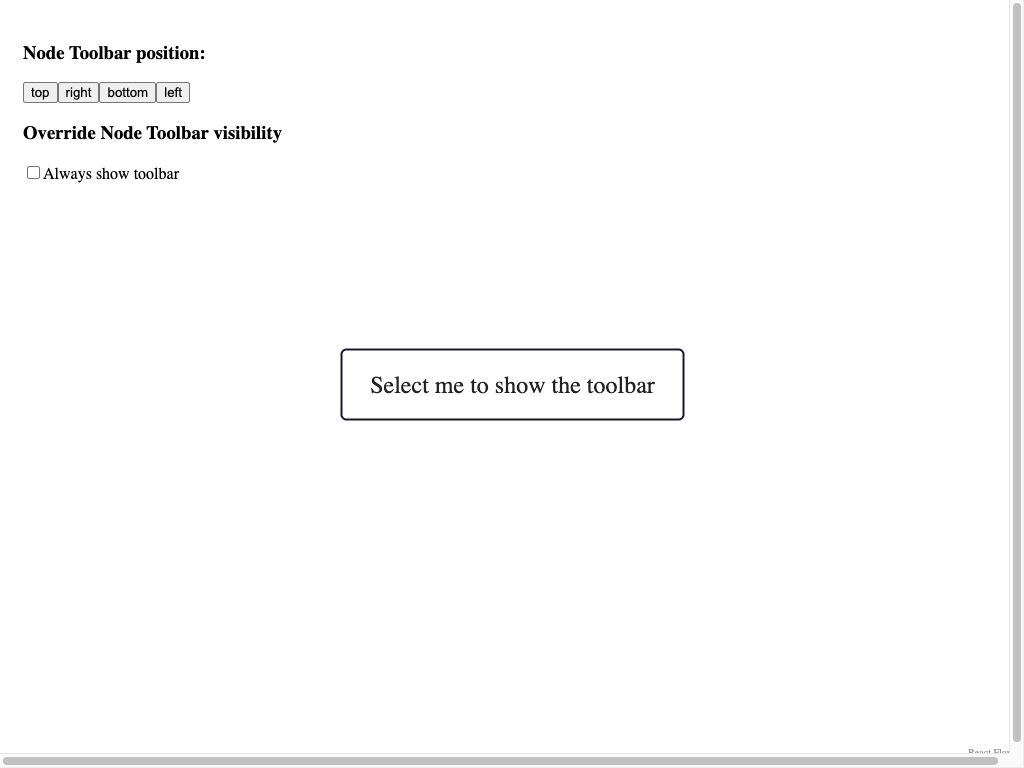 Node Toolbar position:
top right bottom left
Override Node Toolbar visibility
Always show toolbar
Select me to show the toolbar